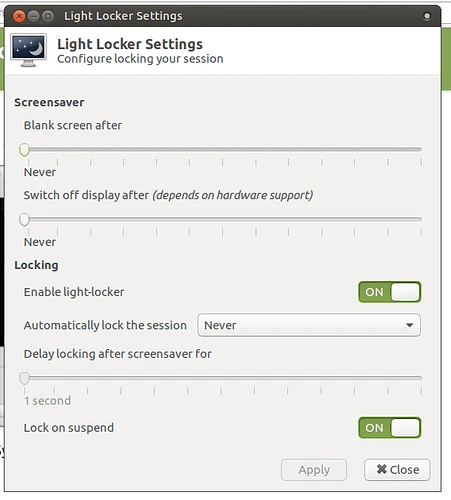 Light Locker Settings
Light Locker Settings
Configure locking your session
Screensaver
Blank screen after
Never
Switch off display after (depends on hardware support)
Never
Locking
Enable light-locker ON
Automatically lock the session Never
Delay locking after screensaver for
1 second
Lock on suspend ON
Apply Close